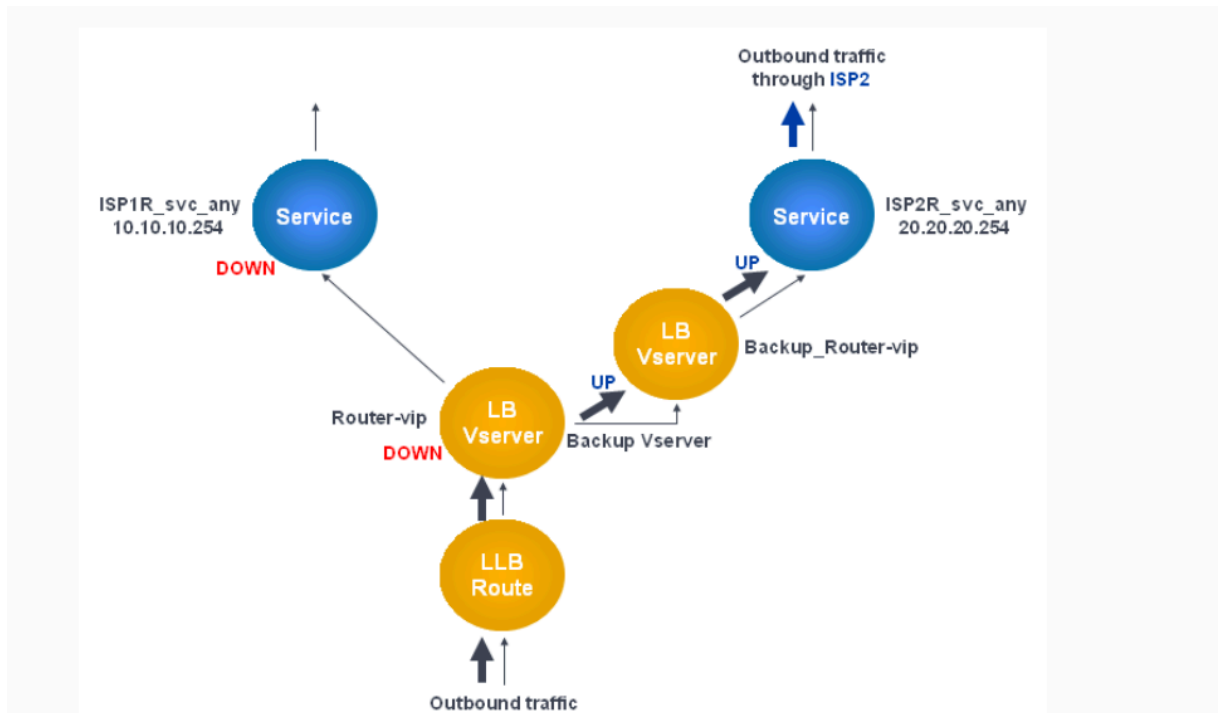 Outbound traffic
through ISP2
ISP1R_svc_any
10.10.10.254
Service
DOWN
Service
ISP2R_svc_any
20.20.20.254
UP
LB
Vserver
Backup_Router-vip
UP
Router-vip
DOWN
LB
Vserver
Backup Vserver
LLB
Route
Outbound traffic